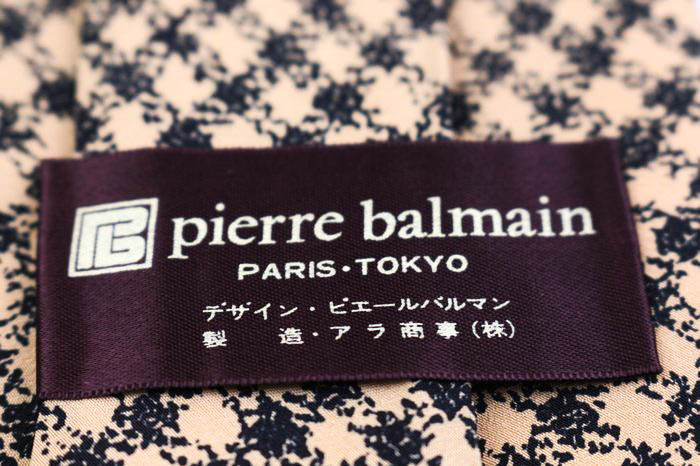 PB pierre balmain
PARIS・TOKYO
デザイン・ピエールバルマン
製 造・アラ商事(株)